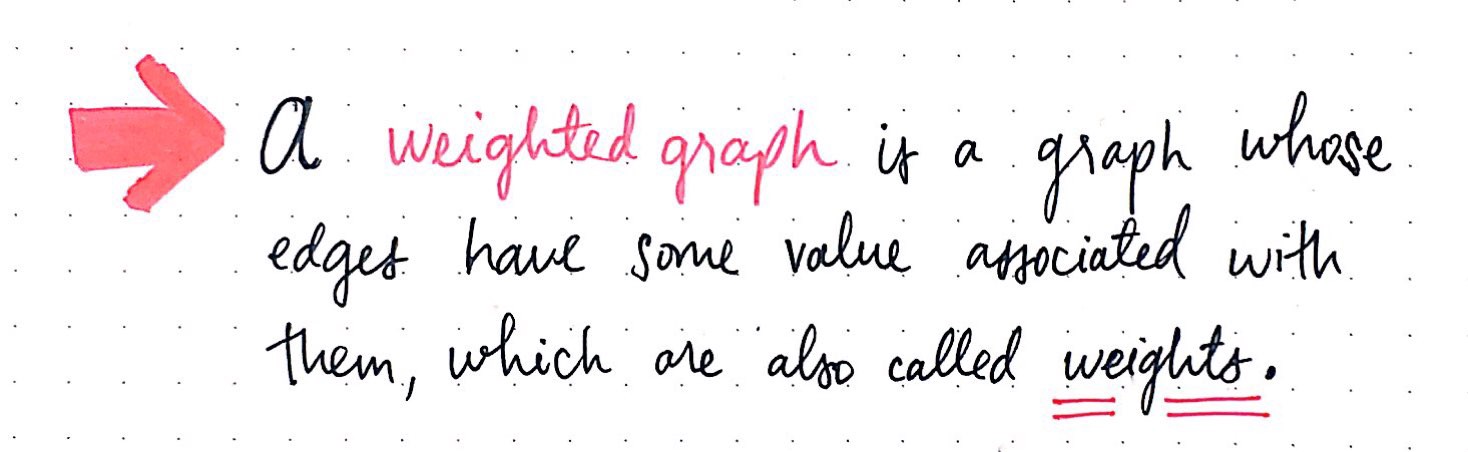 A weighted graph is a graph whose
edges have some value associated with
them, which are also called weights.